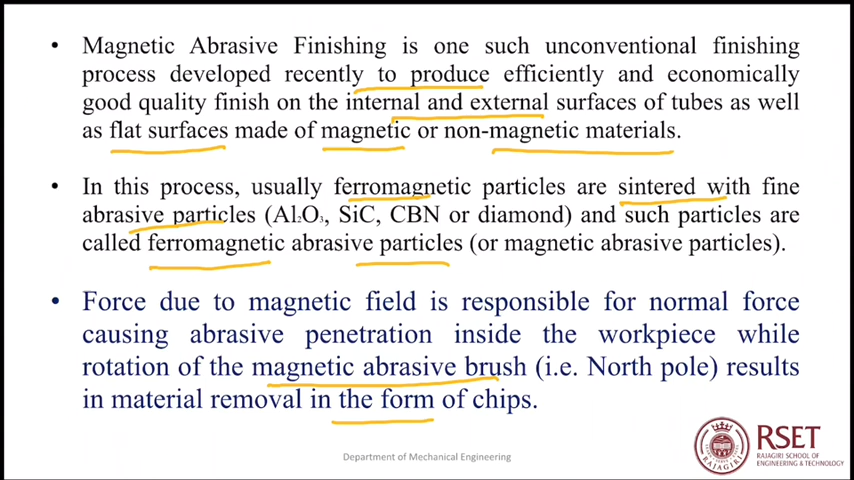 • Magnetic Abrasive Finishing is one such unconventional finishing
process developed recently to produce efficiently and economically
good quality finish on the internal and external surfaces of tubes as well
as flat surfaces made of magnetic or non-magnetic materials.
• In this process, usually ferromagnetic particles are sintered with fine
abrasive particles (Al₂O₃, SiC, CBN or diamond) and such particles are
called ferromagnetic abrasive particles (or magnetic abrasive particles).
• Force due to magnetic field is responsible for normal force
causing abrasive penetration inside the workpiece while
rotation of the magnetic abrasive brush (i.e. North pole) results
in material removal in the form of chips.
Department of Mechanical Engineering
RAJAGIRI
RSET
RAJAGIRI SCHOOL OF
ENGINEERING & TECHNOLOGY